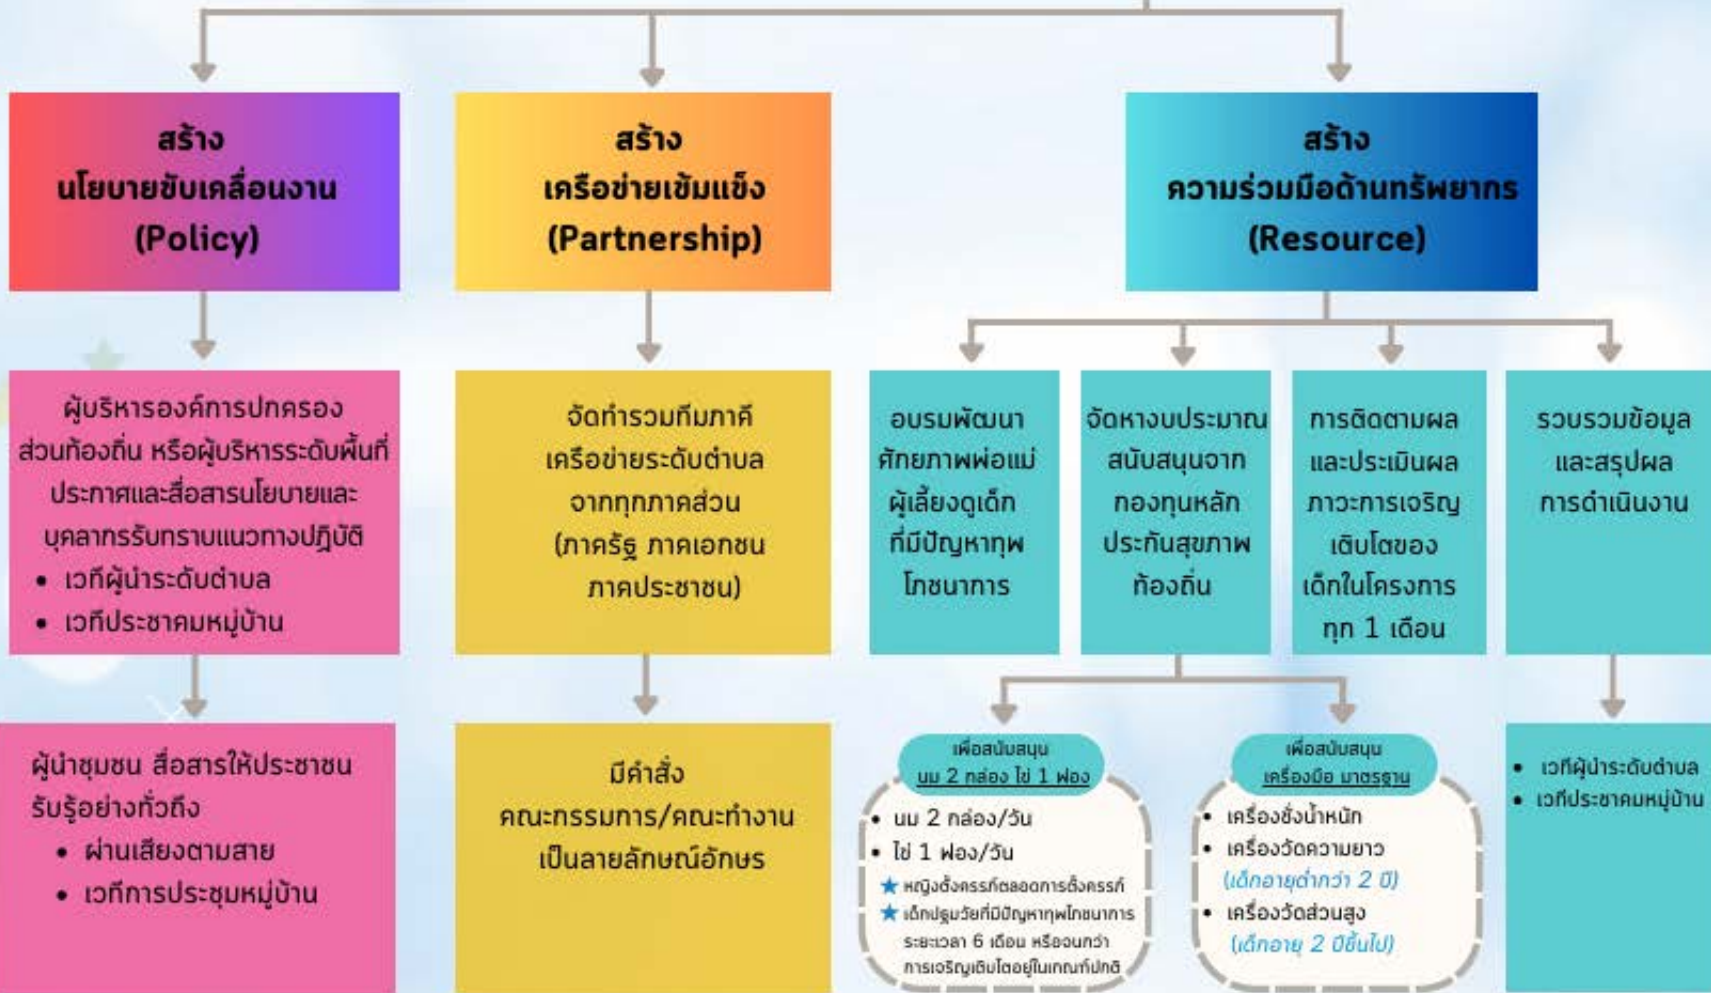 สร้าง
นโยบายขับเคลื่อนงาน
(Policy)
สร้าง
เครือข่ายเข้มแข็ง
(Partnership)
สร้าง
ความร่วมมือด้านทรัพยากร
(Resource)
ผู้บริหารองค์การปกครอง
ส่วนท้องถิ่น หรือผู้บริหารระดับพื้นที่
ประกาศและสื่อสารนโยบายและ
บุคลากรรับทราบแนวทางปฏิบัติ
• เวทีผู้นำระดับตำบล
• เวทีประชาคมหมู่บ้าน
จัดทำรวมทีมภาคี
เครือข่ายระดับตำบล
จากทุกภาคส่วน
(ภาครัฐ ภาคเอกชน
ภาคประชาชน)
อบรมพัฒนา
ศักยภาพพ่อแม่
ผู้เลี้ยงดูเด็ก
ที่มีปัญหาทุพ
โภชนาการ
จัดหางบประมาณ
สนับสนุนจาก
กองทุนหลัก
ประกันสุขภาพ
ท้องถิ่น
การติดตามผล
และประเมินผล
ภาวะการเจริญ
เติบโตของ
เด็กในโครงการ
ทุก 1 เดือน
รวบรวมข้อมูล
และสรุปผล
การดำเนินงาน
ผู้นำชุมชน สื่อสารให้ประชาชน
รับรู้อย่างทั่วถึง
• ผ่านเสียงตามสาย
• เวทีการประชุมหมู่บ้าน
มีคำสั่ง
คณะกรรมการ/คณะทำงาน
เป็นลายลักษณ์อักษร
เพื่อสนับสนุน
นม 2 กล่อง ไข่ 1 ฟอง
• นม 2 กล่อง/วัน
• ไข่ 1 ฟอง/วัน
★ หญิงตั้งครรภ์ตลอดการตั้งครรภ์
★ เด็กปฐมวัยที่มีปัญหาทุพโภชนาการ
ระยะเวลา 6 เดือน หรือจนกว่า
การเจริญเติบโตอยู่ในเกณฑ์ปกติ
เพื่อสนับสนุน
เครื่องมือ มาตรฐาน
• เครื่องชั่งน้ำหนัก
• เครื่องวัดความยาว
(เด็กอายุต่ำกว่า 2 ปี)
• เครื่องวัดส่วนสูง
(เด็กอายุ 2 ปีขึ้นไป)
• เวทีผู้นำระดับตำบล
• เวทีประชาคมหมู่บ้าน